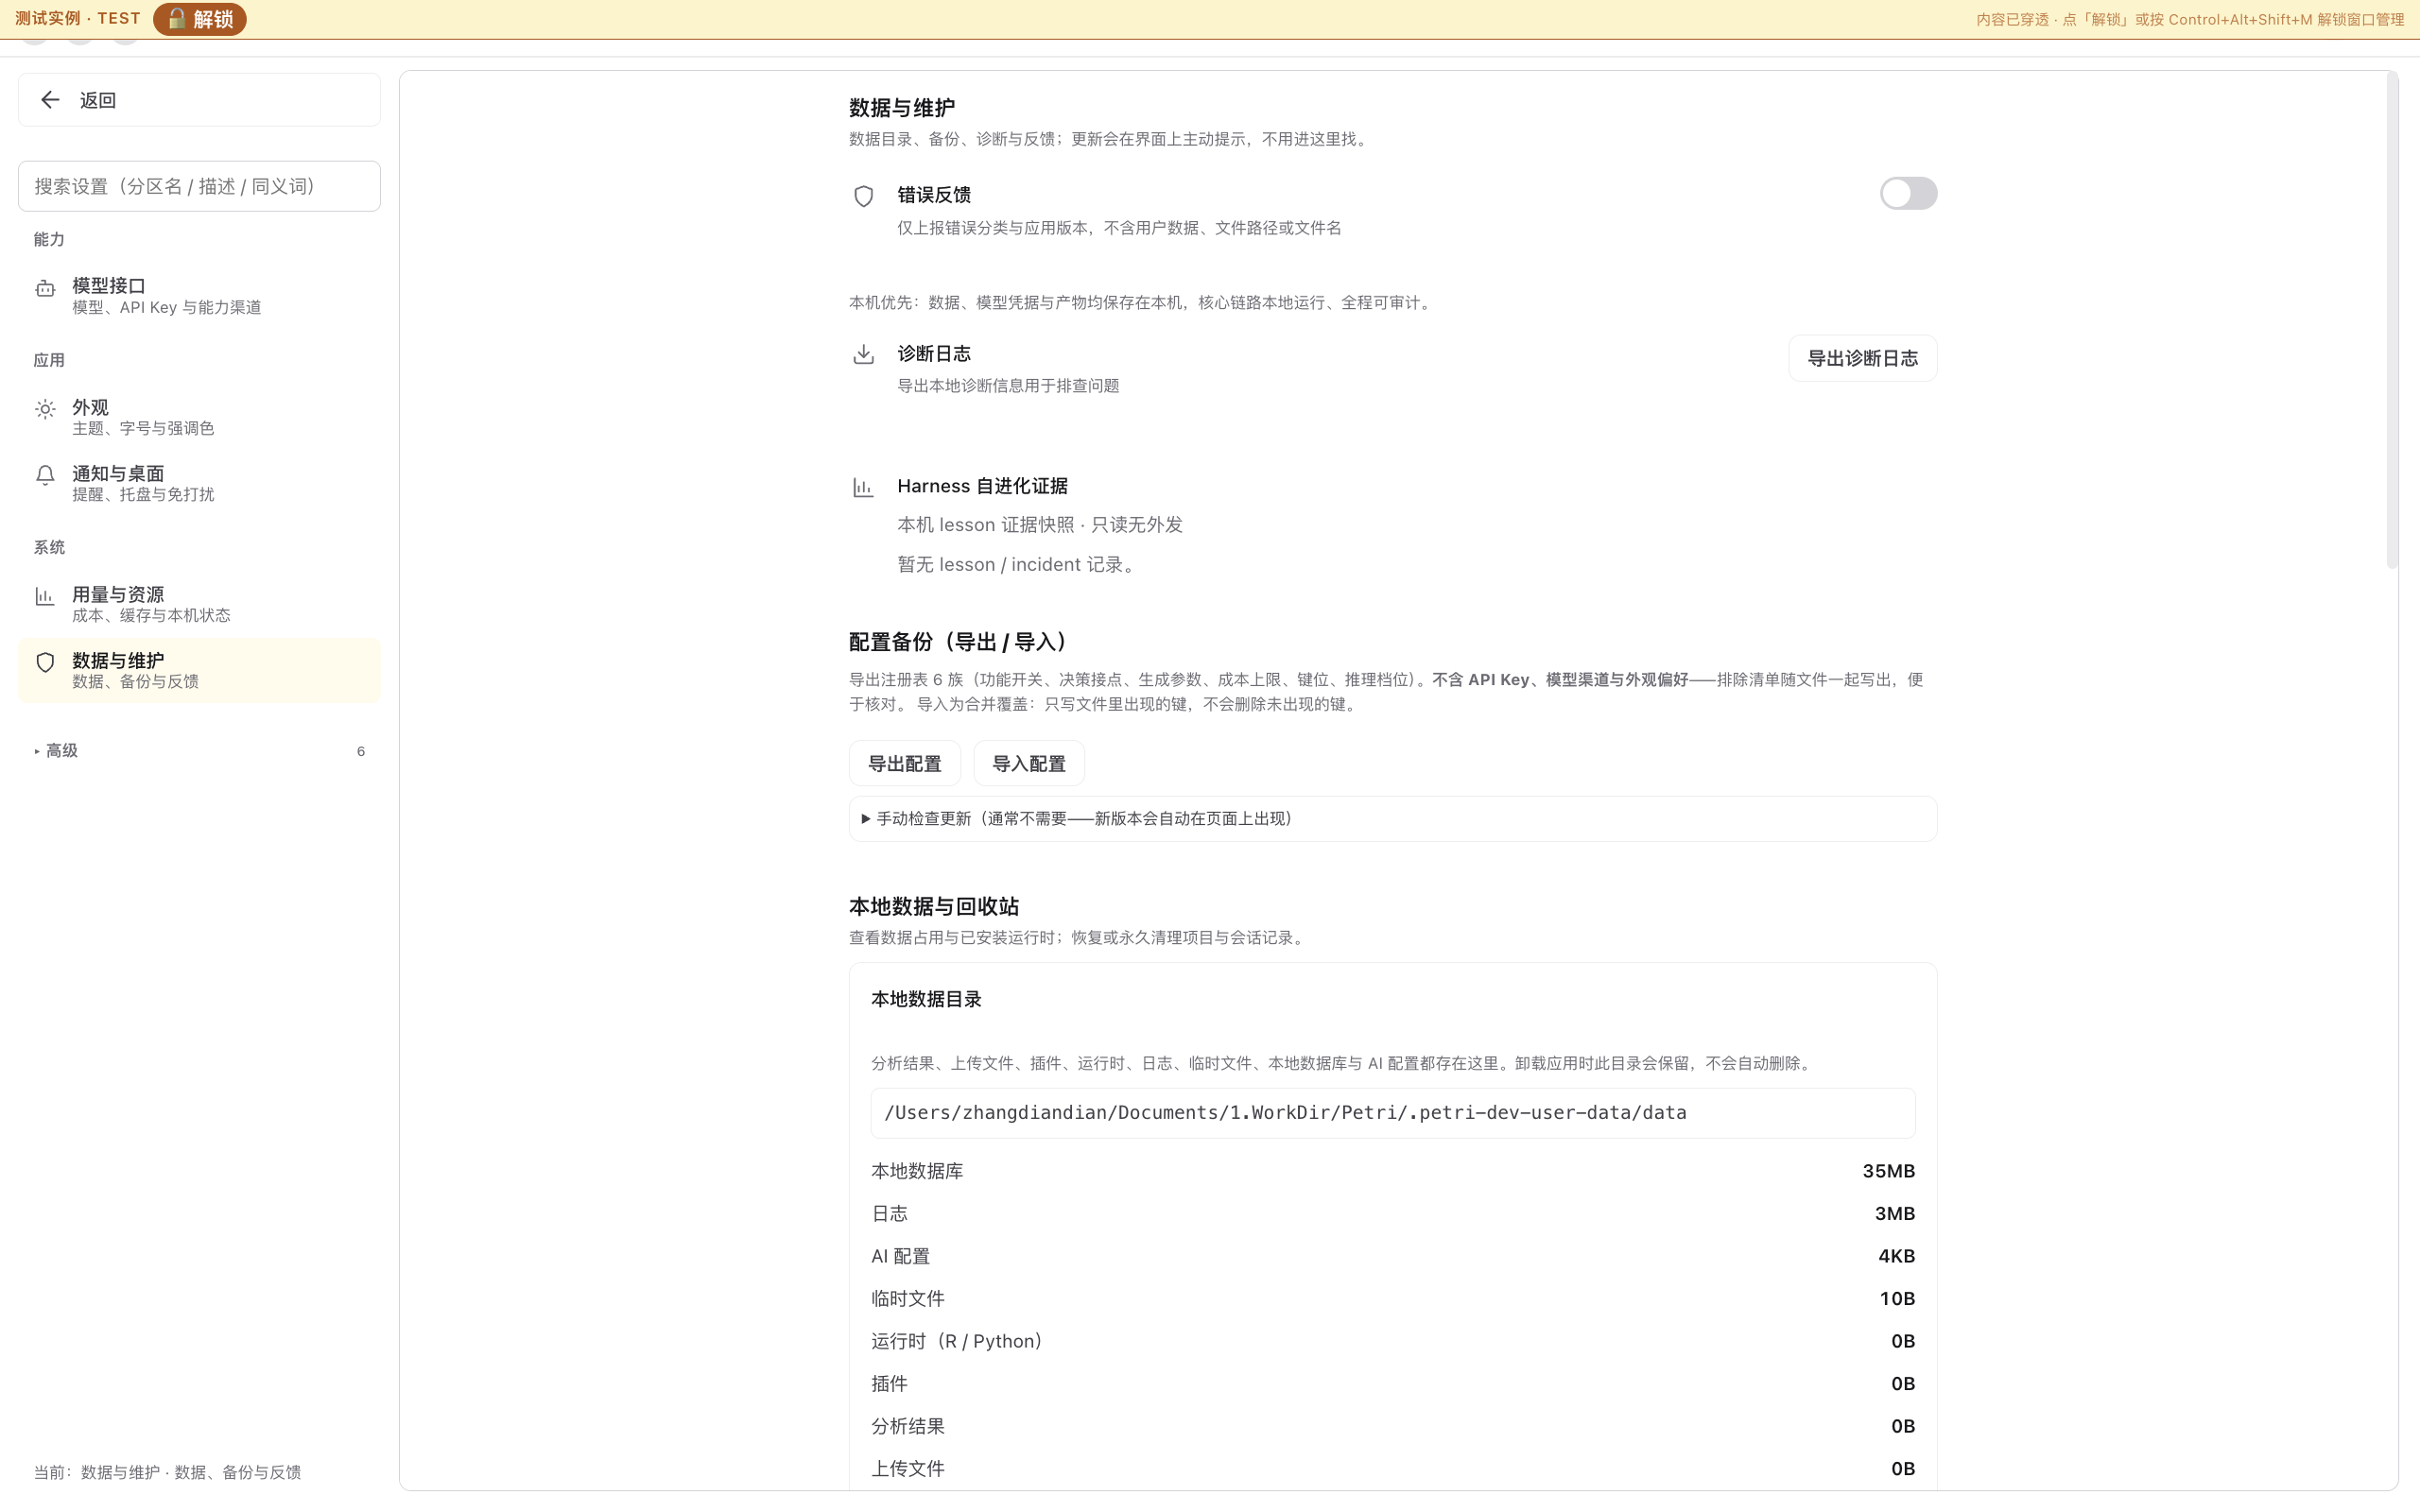 测试实例 · TEST
解锁
内容已穿透 · 点「解锁」或按 Control+Alt+Shift+M 解锁窗口管理
返回
搜索设置（分区名 / 描述 / 同义词）
能力
模型接口
模型、API Key 与能力渠道
应用
外观
主题、字号与强调色
通知与桌面
提醒、托盘与免打扰
系统
用量与资源
成本、缓存与本机状态
数据与维护
数据、备份与反馈
高级 6
当前：数据与维护 · 数据、备份与反馈
数据与维护
数据目录、备份、诊断与反馈；更新会在界面上主动提示，不用进这里找。
错误反馈
仅上报错误分类与应用版本，不含用户数据、文件路径或文件名
本机优先：数据、模型凭据与产物均保存在本机，核心链路本地运行、全程可审计。
诊断日志
导出诊断日志
导出本地诊断信息用于排查问题
Harness 自进化证据
本机 lesson 证据快照 · 只读无外发
暂无 lesson / incident 记录。
配置备份（导出 / 导入）
导出注册表 6 族（功能开关、决策接点、生成参数、成本上限、键位、推理档位）。不含 API Key、模型渠道与外观偏好——排除清单随文件一起写出，便
于核对。 导入为合并覆盖：只写文件里出现的键，不会删除未出现的键。
导出配置 导入配置
手动检查更新（通常不需要——新版本会自动在页面上出现）
本地数据与回收站
查看数据占用与已安装运行时；恢复或永久清理项目与会话记录。
本地数据目录
分析结果、上传文件、插件、运行时、日志、临时文件、本地数据库与 AI 配置都存在这里。卸载应用时此目录会保留，不会自动删除。
/Users/zhangdiandian/Documents/1.WorkDir/Petri/.petri-dev-user-data/data
本地数据库 35MB
日志 3MB
AI 配置 4KB
临时文件 10B
运行时（R / Python） 0B
插件 0B
分析结果 0B
上传文件 0B